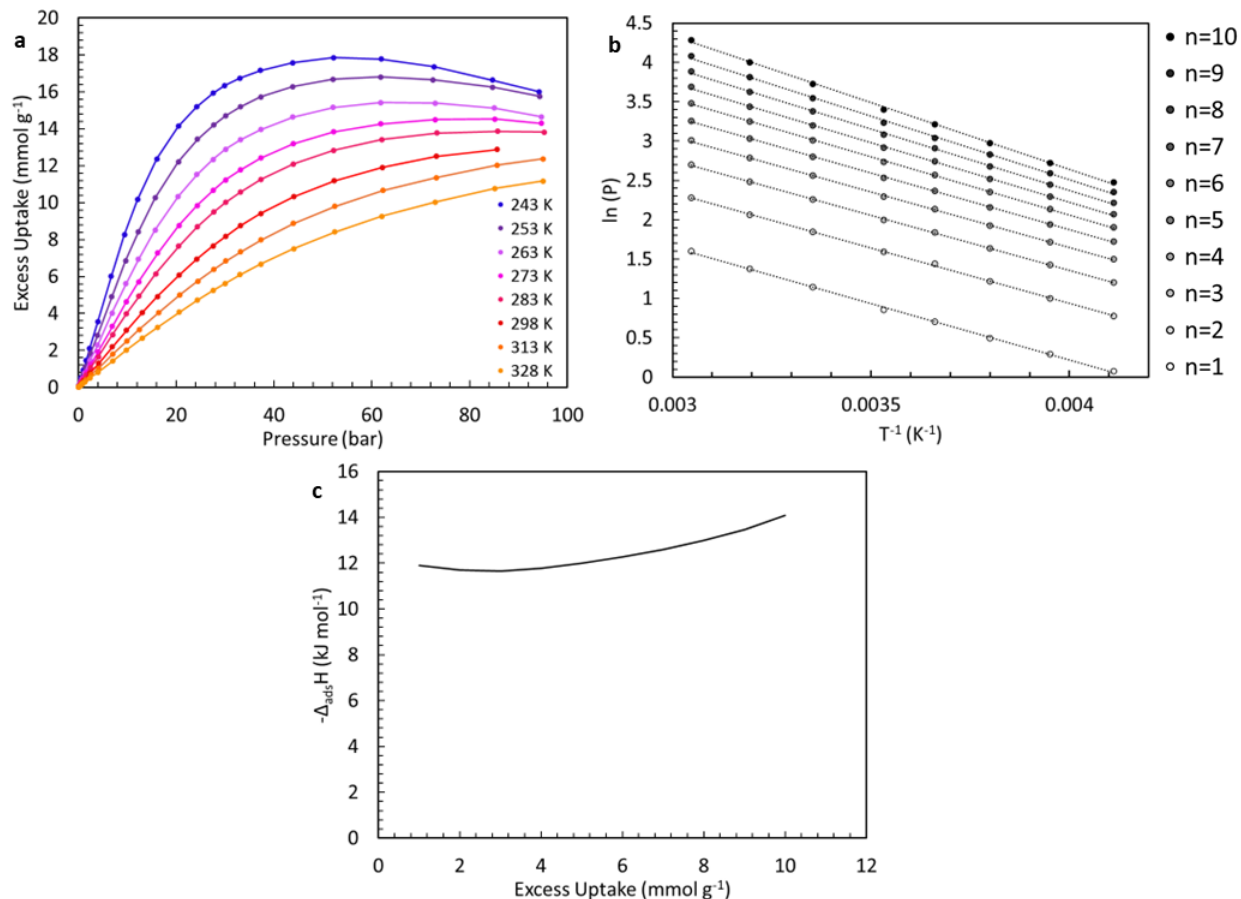 a
Excess Uptake (mmol g⁻¹)
20
18
16
14
12
10
8
6
4
2
0
0 20 40 60 80 100
Pressure (bar)
243 K
253 K
263 K
273 K
283 K
298 K
313 K
328 K
b
ln (P)
4.5
4
3.5
3
2.5
2
1.5
1
0.5
0
0.003 0.0035 0.004
T⁻¹ (K⁻¹)
n=10
n=9
n=8
n=7
n=6
n=5
n=4
n=3
n=2
n=1
c
-Δ_adsH (kJ mol⁻¹)
16
14
12
10
8
6
4
2
0
0 2 4 6 8 10 12
Excess Uptake (mmol g⁻¹)